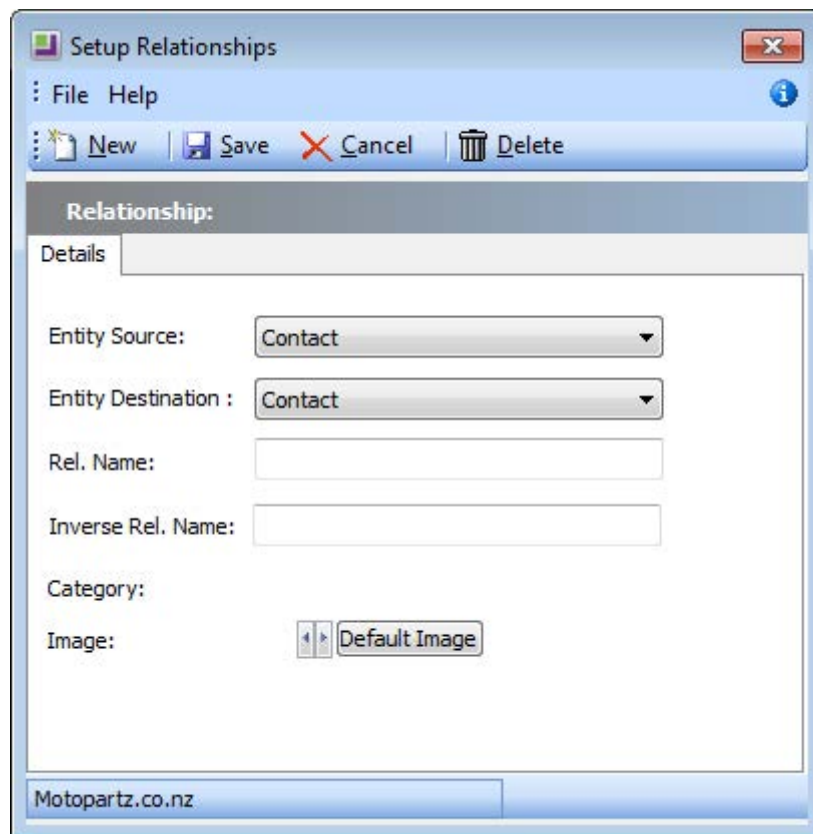 Setup Relationships
File Help
New Save Cancel Delete
Relationship:
Details
Entity Source: Contact
Entity Destination : Contact
Rel. Name:
Inverse Rel. Name:
Category:
Image: Default Image
Motopartz.co.nz